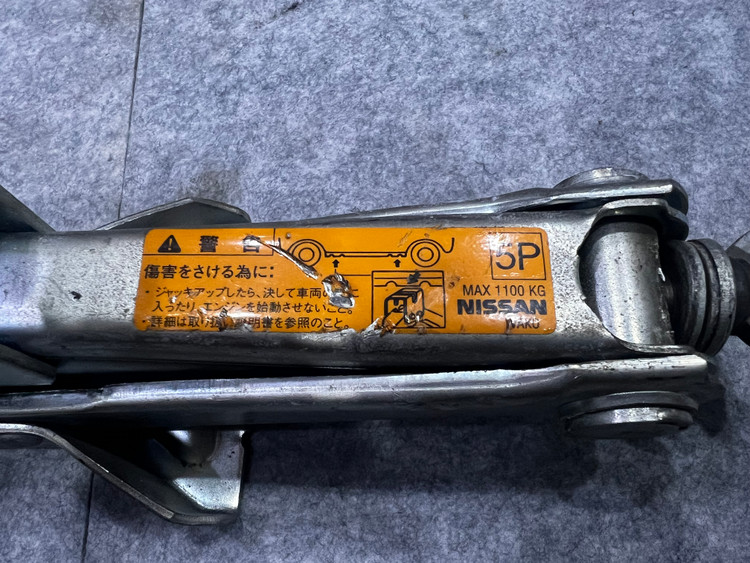 警告
傷害をさける為に:
・ジャッキアップしたら、決して車両の
入ったり、エンジンを始動させないこと。
・詳細は取 明書を参照のこと。
5P
MAX 1100 KG
NISSAN
WAKO